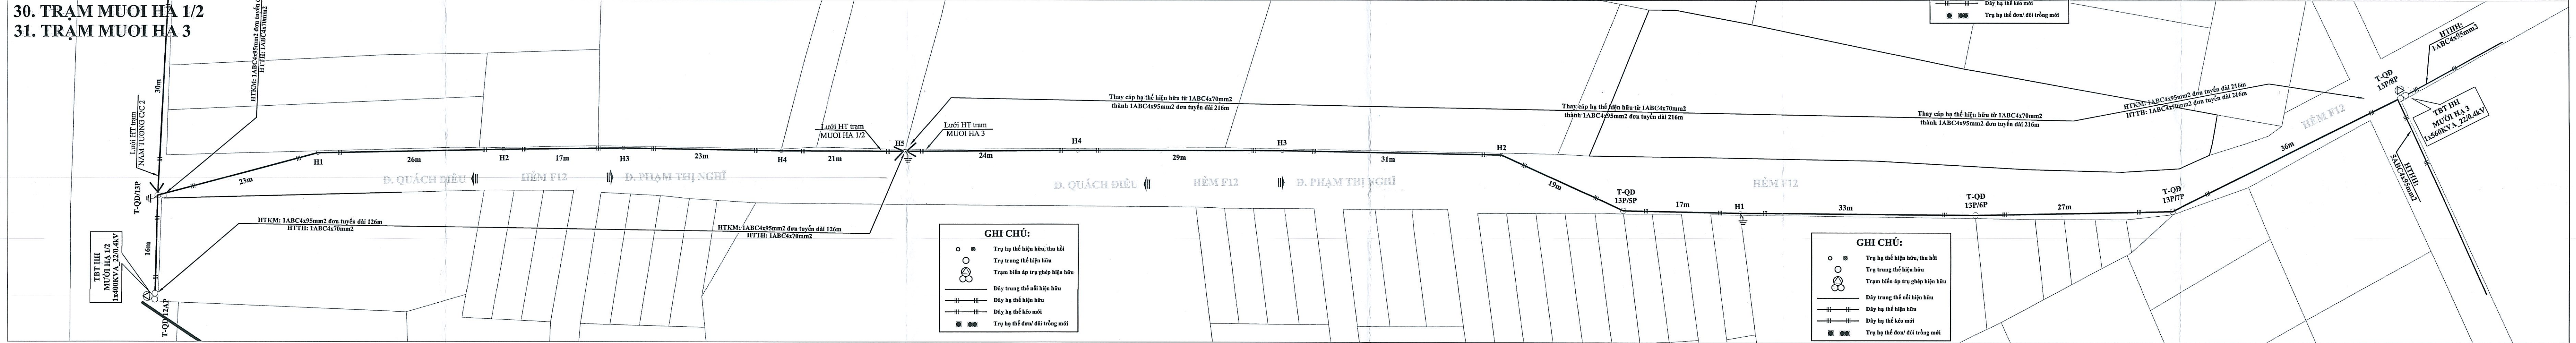 30. TRẠM MUOI HA 1/2
31. TRẠM MUOI HA 3
30m
Lưới HT trạm
NAM TUONG C/C 2
HTKM: 1ABC4x95mm2 đơn tuyến
HTTH: 1ABC4x70mm2
T-QĐ/13P
16m
TBT HH
MƯỜI HẠ 1/2
1x400KVA_22/0.4kV
T-QĐ/12AP
23m
H1
26m
H2
17m
H3
23m
H4
21m
H5
Lưới HT trạm
MUOI HA 1/2
Lưới HT trạm
MUOI HA 3
Đ. QUÁCH ĐIÊU
HẺM F12
Đ. PHẠM THỊ NGHĨ
HTKM: 1ABC4x95mm2 đơn tuyến dài 126m
HTTH: 1ABC4x70mm2
HTKM: 1ABC4x95mm2 đơn tuyến dài 126m
HTTH: 1ABC4x70mm2
Thay cáp hạ thế hiện hữu từ 1ABC4x70mm2
thành 1ABC4x95mm2 đơn tuyến dài 216m
Thay cáp hạ thế hiện hữu từ 1ABC4x70mm2
thành 1ABC4x95mm2 đơn tuyến dài 216m
Thay cáp hạ thế hiện hữu từ 1ABC4x70mm2
thành 1ABC4x95mm2 đơn tuyến dài 216m
HTKM: 1ABC4x95mm2 đơn tuyến dài 216m
HTTH: 1ABC4x50mm2 đơn tuyến dài 216m
24m
H4
29m
H3
31m
H2
19m
T-QĐ
13P/5P
17m
H1
33m
T-QĐ
13P/6P
27m
T-QĐ
13P/7P
36m
T-QĐ
13P/8P
Đ. QUÁCH ĐIÊU
HẺM F12
Đ. PHẠM THỊ NGHĨ
HẺM F12
HẺM F12
HTHH:
1ABC4x95mm2
TBT HH
MƯỜI HẠ 3
1x560KVA_22/0.4kV
HTHH:
5ABC4x95mm2
Dây hạ thế kéo mới
Trụ hạ thế đơn/ đôi trồng mới
GHI CHÚ:
Trụ hạ thế hiện hữu, thu hồi
Trụ trung thế hiện hữu
Trạm biến áp trụ ghép hiện hữu
Dây trung thế nổi hiện hữu
Dây hạ thế hiện hữu
Dây hạ thế kéo mới
Trụ hạ thế đơn/ đôi trồng mới
GHI CHÚ:
Trụ hạ thế hiện hữu, thu hồi
Trụ trung thế hiện hữu
Trạm biến áp trụ ghép hiện hữu
Dây trung thế nổi hiện hữu
Dây hạ thế hiện hữu
Dây hạ thế kéo mới
Trụ hạ thế đơn/ đôi trồng mới